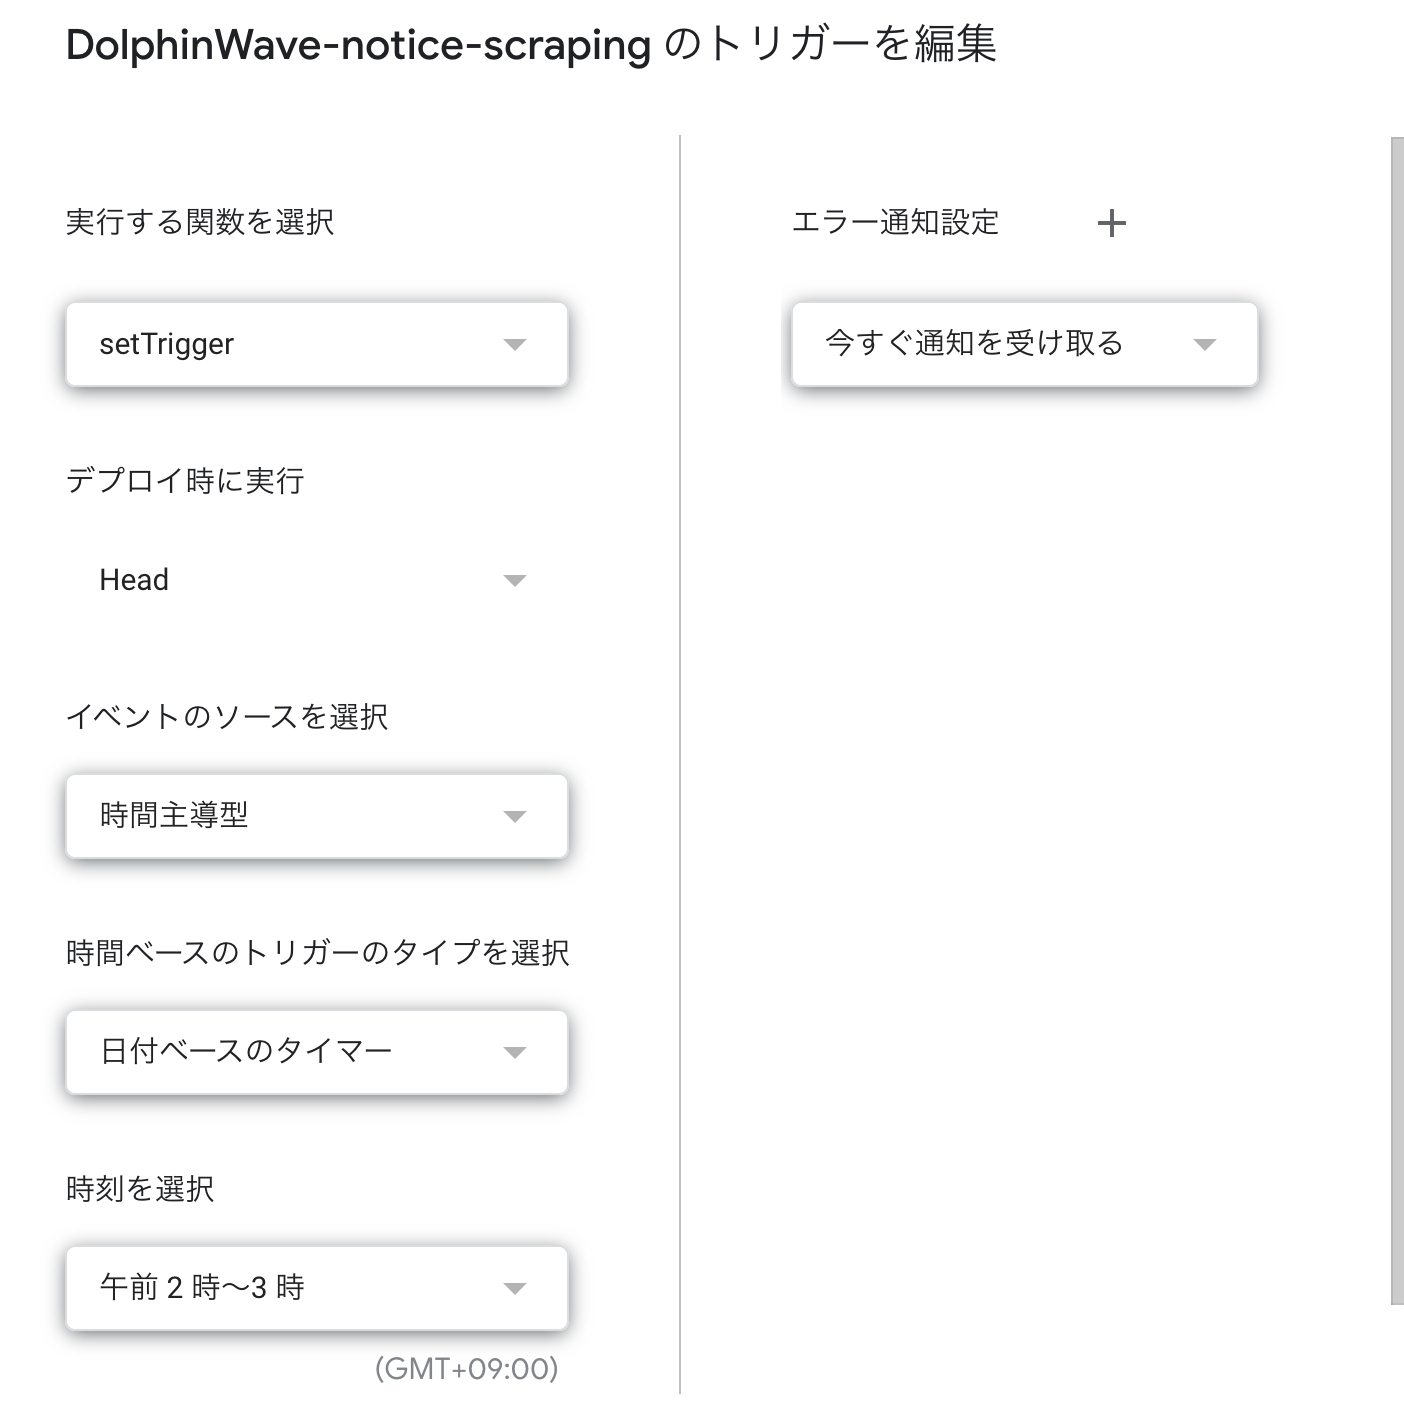 DolphinWave-notice-scraping のトリガーを編集
実行する関数を選択
setTrigger
デプロイ時に実行
Head
イベントのソースを選択
時間主導型
時間ベースのトリガーのタイプを選択
日付ベースのタイマー
時刻を選択
午前 2 時～3 時
(GMT+09:00)
エラー通知設定
今すぐ通知を受け取る